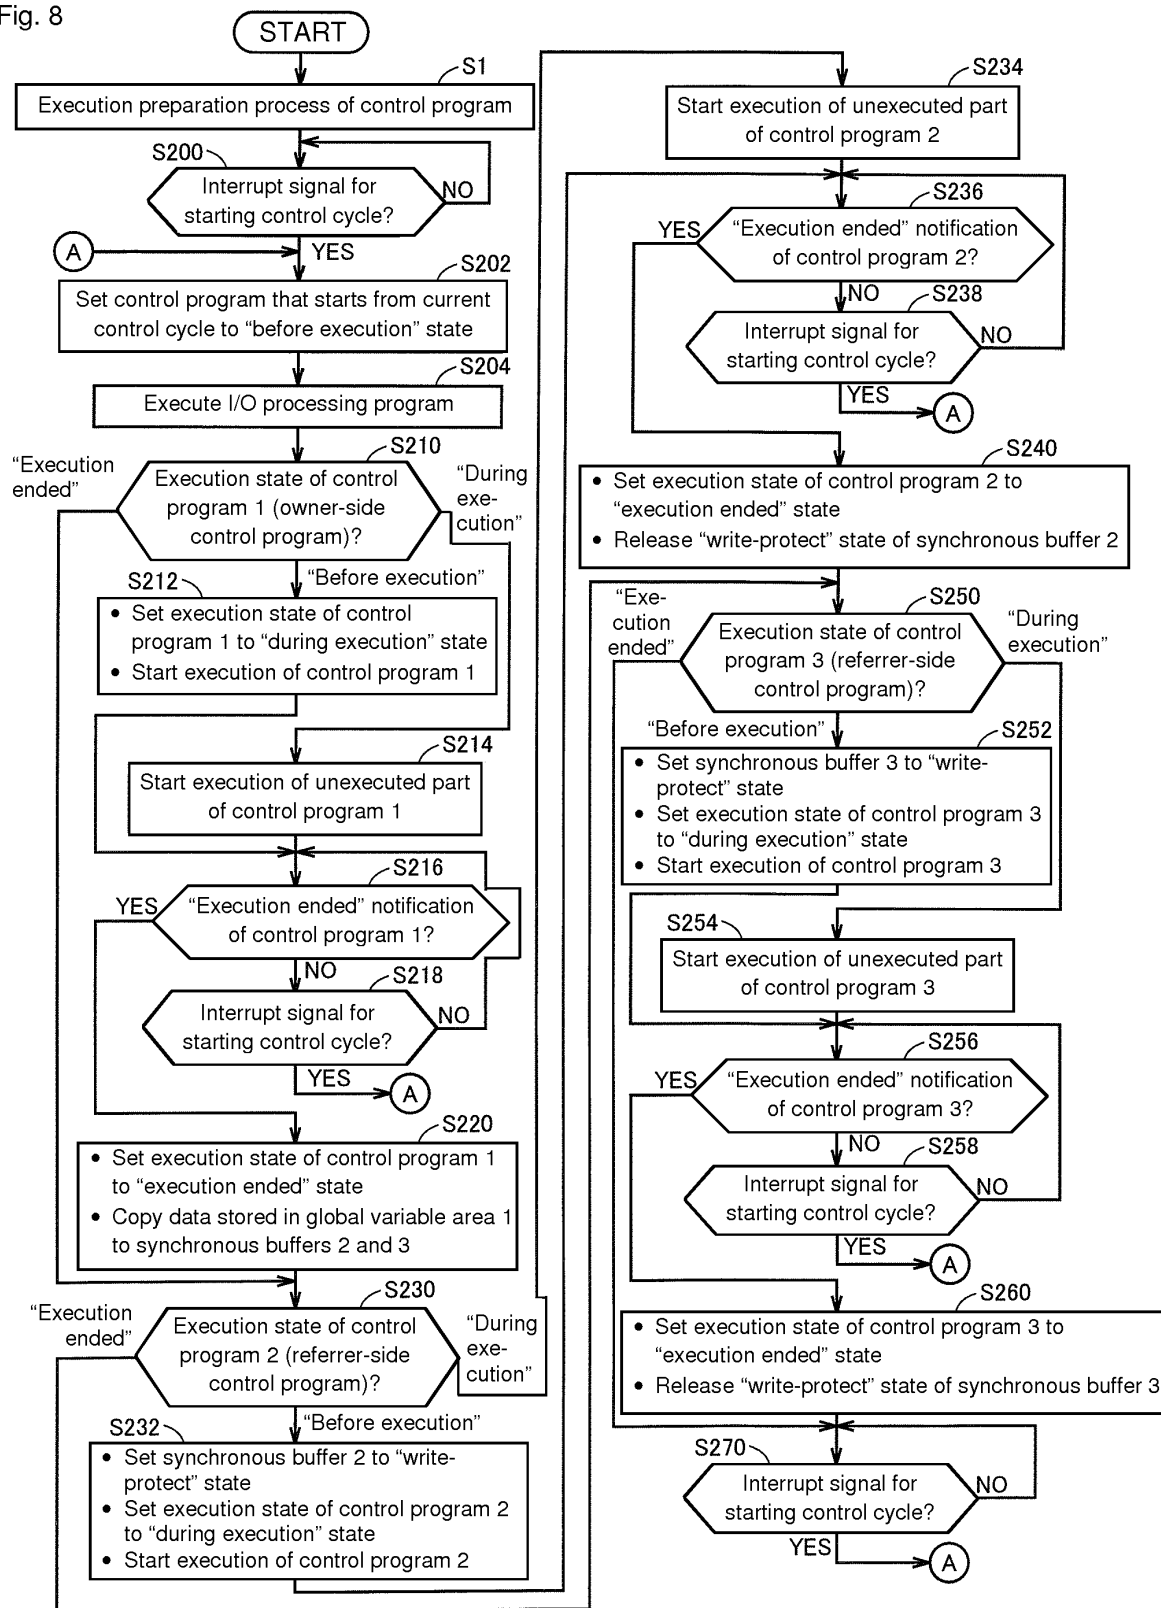 Fig. 8
START
S1
Execution preparation process of control program
S200
Interrupt signal for
starting control cycle?
NO
YES
A
S202
Set control program that starts from current
control cycle to “before execution” state
S204
Execute I/O processing program
S210
“Execution
ended”
Execution state of control
program 1 (owner-side
control program)?
“During
exe-
cution”
“Before execution”
S212
• Set execution state of control
program 1 to “during execution” state
• Start execution of control program 1
S214
Start execution of unexecuted part
of control program 1
S216
YES
“Execution ended” notification
of control program 1?
NO
S218
Interrupt signal for
starting control cycle?
NO
YES
A
S220
• Set execution state of control program 1
to “execution ended” state
• Copy data stored in global variable area 1
to synchronous buffers 2 and 3
S230
“Execution
ended”
Execution state of control
program 2 (referrer-side
control program)?
“During
exe-
cution”
“Before execution”
S232
• Set synchronous buffer 2 to “write-
protect” state
• Set execution state of control program 2
to “during execution” state
• Start execution of control program 2
S234
Start execution of unexecuted part
of control program 2
S236
YES
“Execution ended” notification
of control program 2?
NO
S238
Interrupt signal for
starting control cycle?
NO
YES
A
S240
• Set execution state of control program 2 to
“execution ended” state
• Release “write-protect” state of synchronous buffer 2
S250
“Exe-
cution
ended”
Execution state of control
program 3 (referrer-side
control program)?
“During
execution”
“Before execution”
S252
• Set synchronous buffer 3 to “write-
protect” state
• Set execution state of control program 3
to “during execution” state
• Start execution of control program 3
S254
Start execution of unexecuted part
of control program 3
S256
YES
“Execution ended” notification
of control program 3?
NO
S258
Interrupt signal for
starting control cycle?
NO
YES
A
S260
• Set execution state of control program 3 to
“execution ended” state
• Release “write-protect” state of synchronous buffer 3
S270
Interrupt signal for
starting control cycle?
NO
YES
A